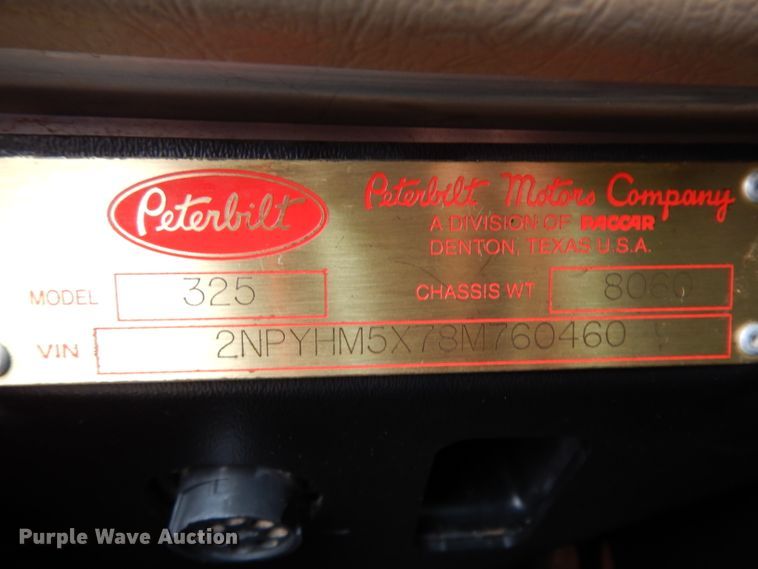 Peterbilt
Peterbilt Motors Company
A DIVISION OF PACCAR
DENTON, TEXAS U.S.A.
MODEL 325 CHASSIS WT 8060
VIN 2NPYHM5X78M760460
Purple Wave Auction